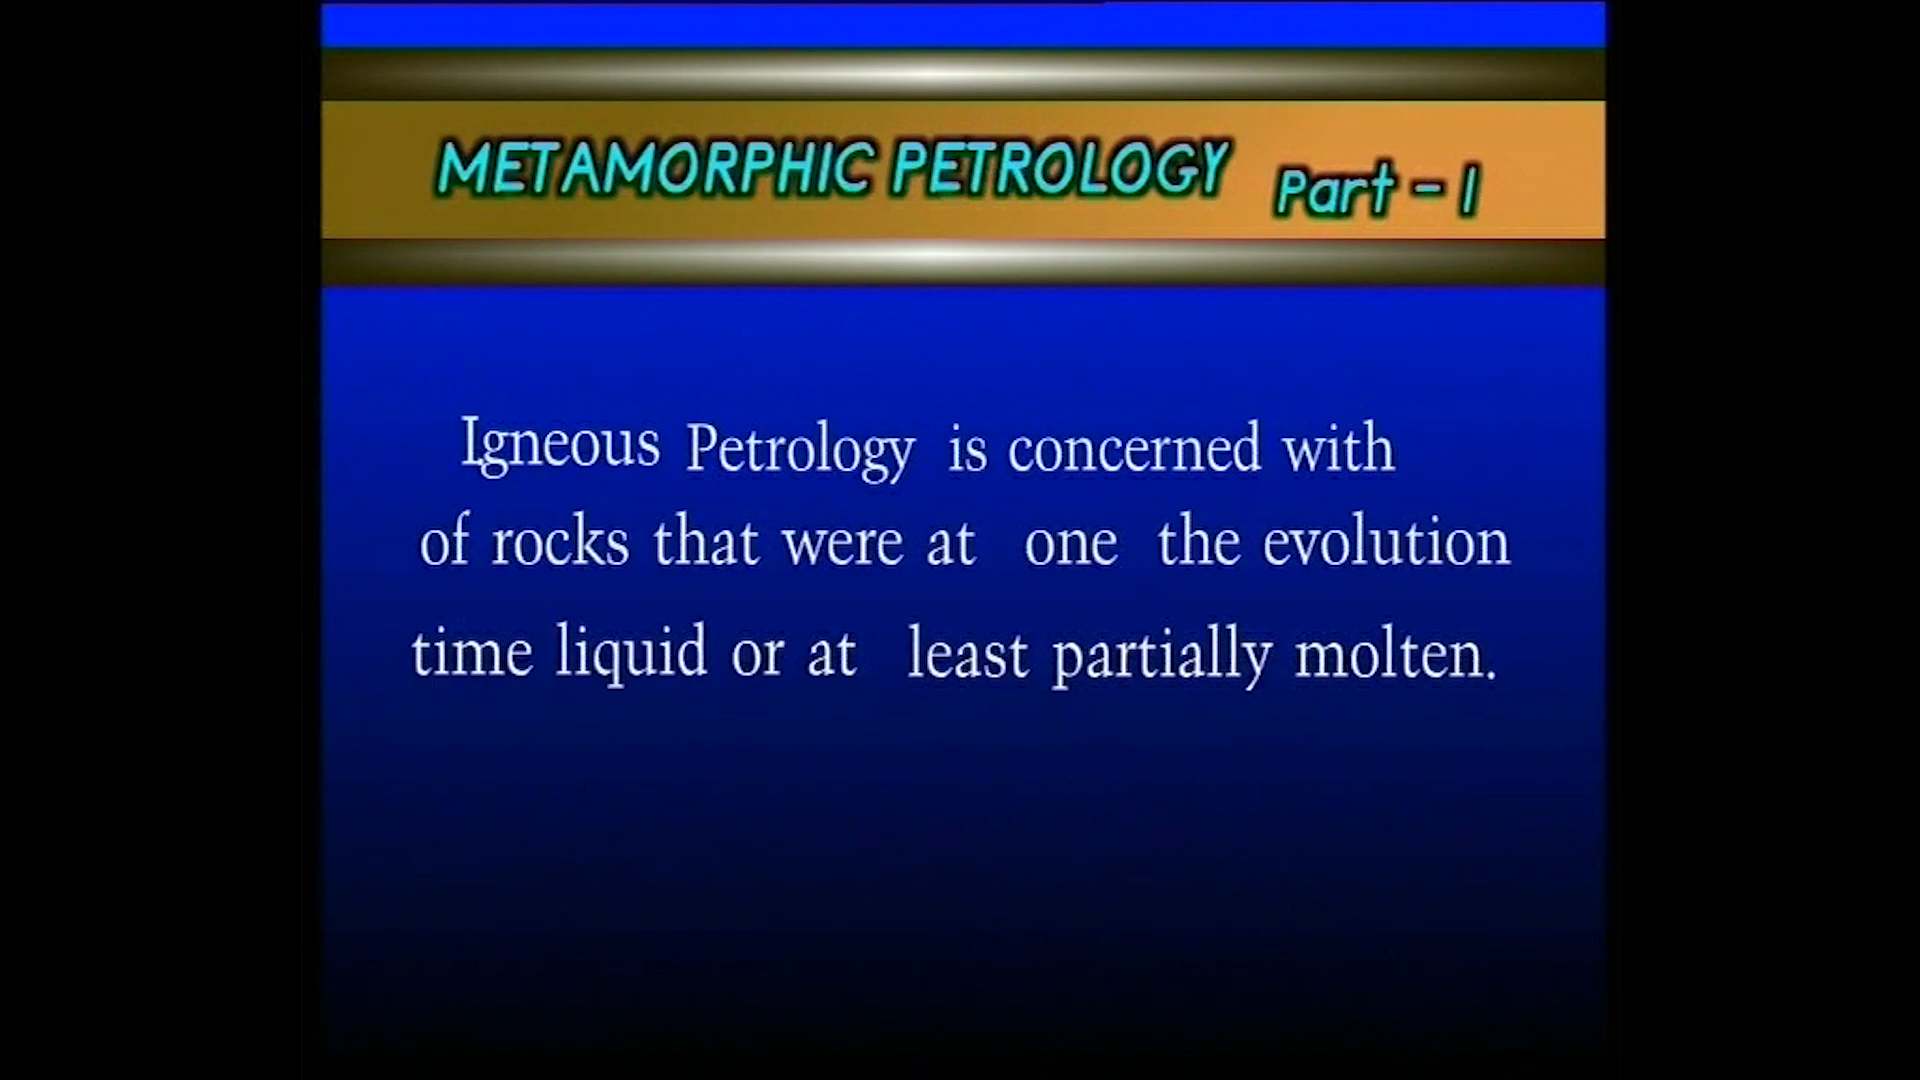 METAMORPHIC PETROLOGY Part - I
Igneous Petrology is concerned with
of rocks that were at one the evolution
time liquid or at least partially molten.